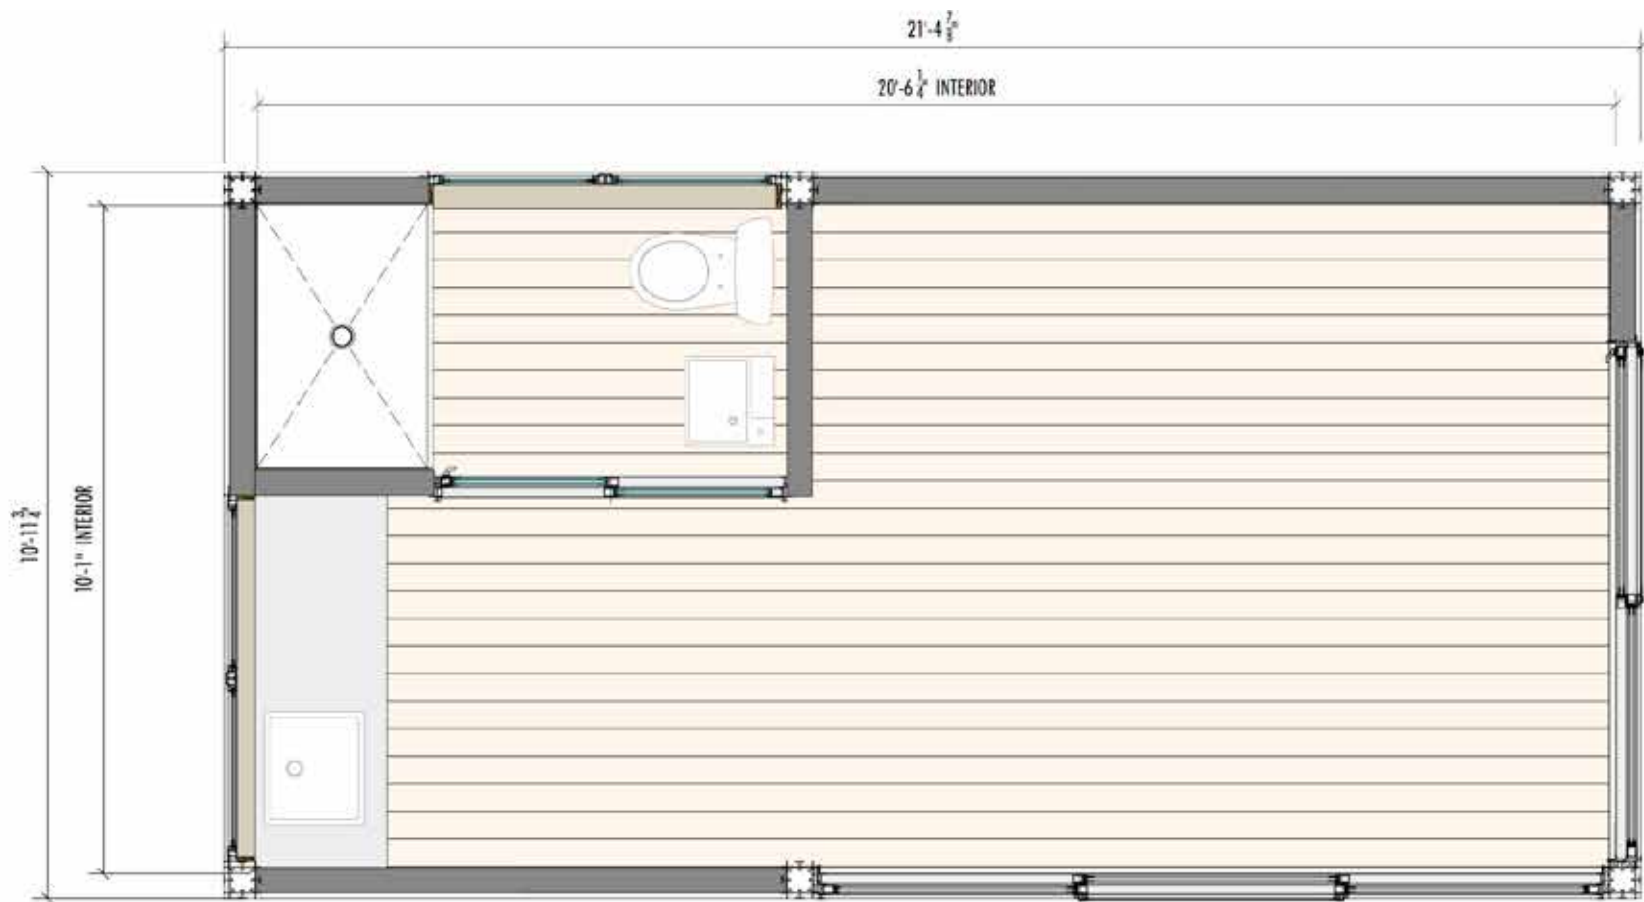 21'-4 7/8"
20'-6 1/4" INTERIOR
10'-11 3/4
10'-1" INTERIOR